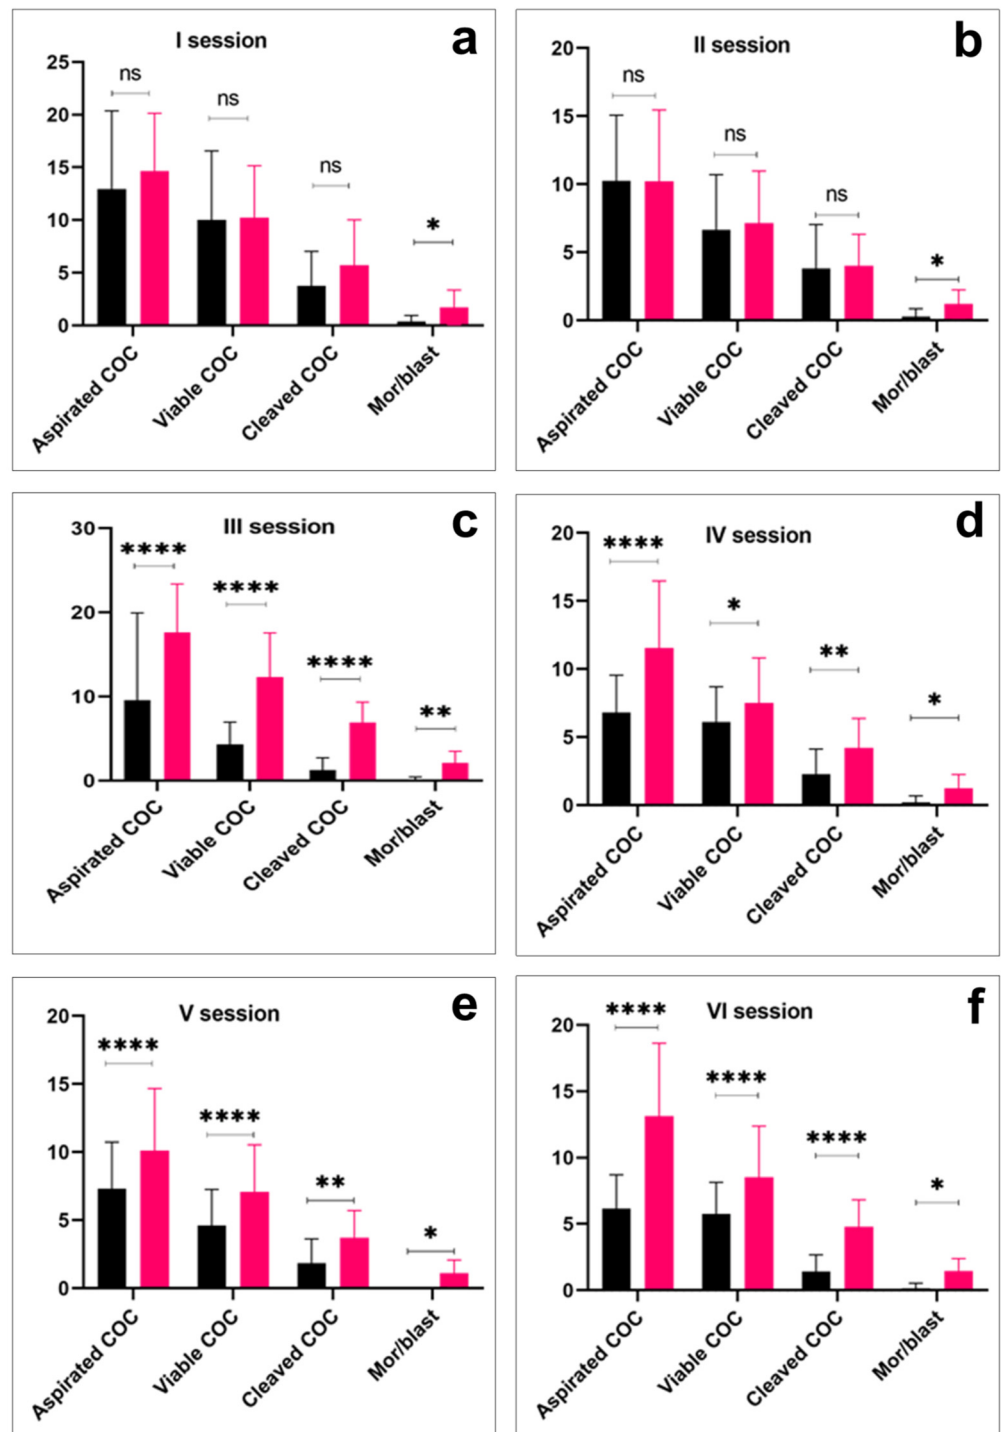 I session
a
25
20
15
10
5
0
ns
ns
ns
*
Aspirated COC
Viable COC
Cleaved COC
Mor/blast
II session
b
20
15
10
5
0
ns
ns
ns
*
Aspirated COC
Viable COC
Cleaved COC
Mor/blast
III session
c
30
20
10
0
****
****
****
**
Aspirated COC
Viable COC
Cleaved COC
Mor/blast
IV session
d
20
15
10
5
0
****
*
**
*
Aspirated COC
Viable COC
Cleaved COC
Mor/blast
V session
e
20
15
10
5
0
****
****
**
*
Aspirated COC
Viable COC
Cleaved COC
Mor/blast
VI session
f
20
15
10
5
0
****
****
****
*
Aspirated COC
Viable COC
Cleaved COC
Mor/blast